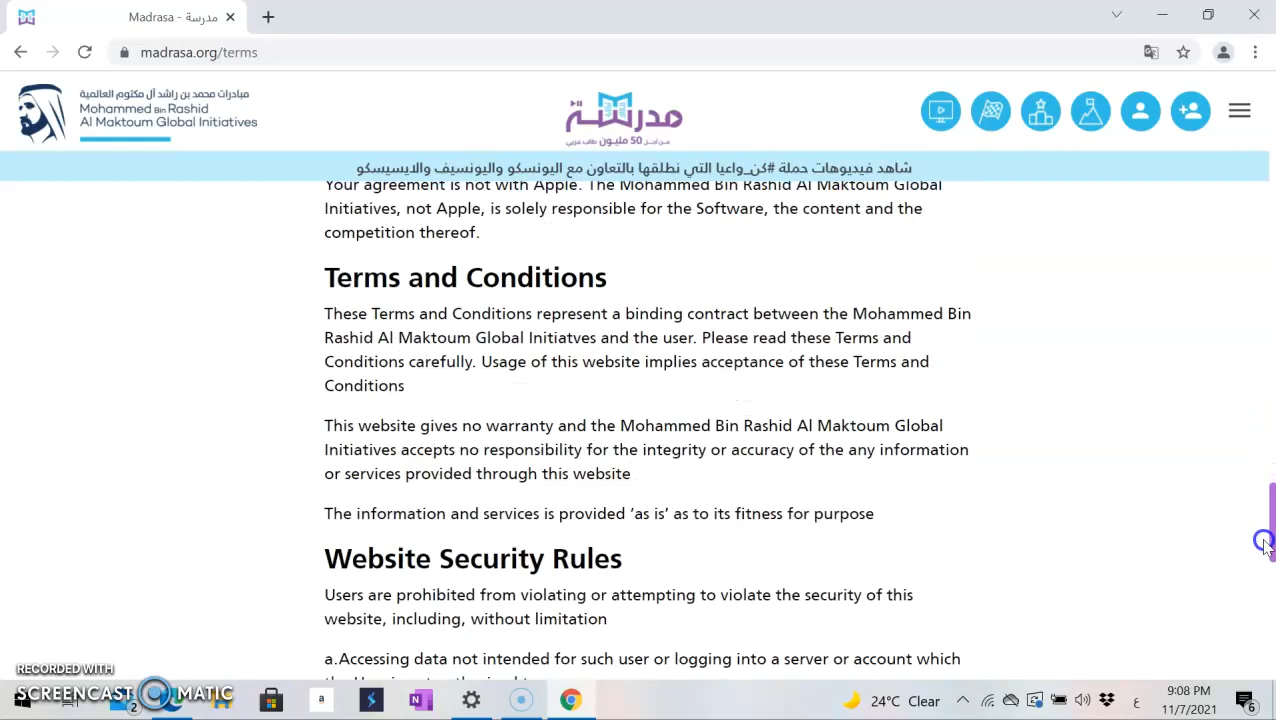 Madrasa - مدرسة
madrasa.org/terms
مبادرات محمد بن راشد آل مكتوم العالمية
Mohammed Bin Rashid
Al Maktoum Global Initiatives
مدرسة
من أجل 50 مليون طالب عربي
شاهد فيديوهات حملة #كن_واعيا التي نطلقها بالتعاون مع اليونسكو واليونسيف والايسيسكو
Your agreement is not with Apple. The Mohammed Bin Rashid Al Maktoum Global
Initiatives, not Apple, is solely responsible for the Software, the content and the
competition thereof.
Terms and Conditions
These Terms and Conditions represent a binding contract between the Mohammed Bin
Rashid Al Maktoum Global Initiatves and the user. Please read these Terms and
Conditions carefully. Usage of this website implies acceptance of these Terms and
Conditions
This website gives no warranty and the Mohammed Bin Rashid Al Maktoum Global
Initiatives accepts no responsibility for the integrity or accuracy of the any information
or services provided through this website
The information and services is provided ‘as is’ as to its fitness for purpose
Website Security Rules
Users are prohibited from violating or attempting to violate the security of this
website, including, without limitation
a.Accessing data not intended for such user or logging into a server or account which
RECORDED WITH
SCREENCAST MATIC
2
a
N
24°C Clear
ع
9:08 PM
11/7/2021
6